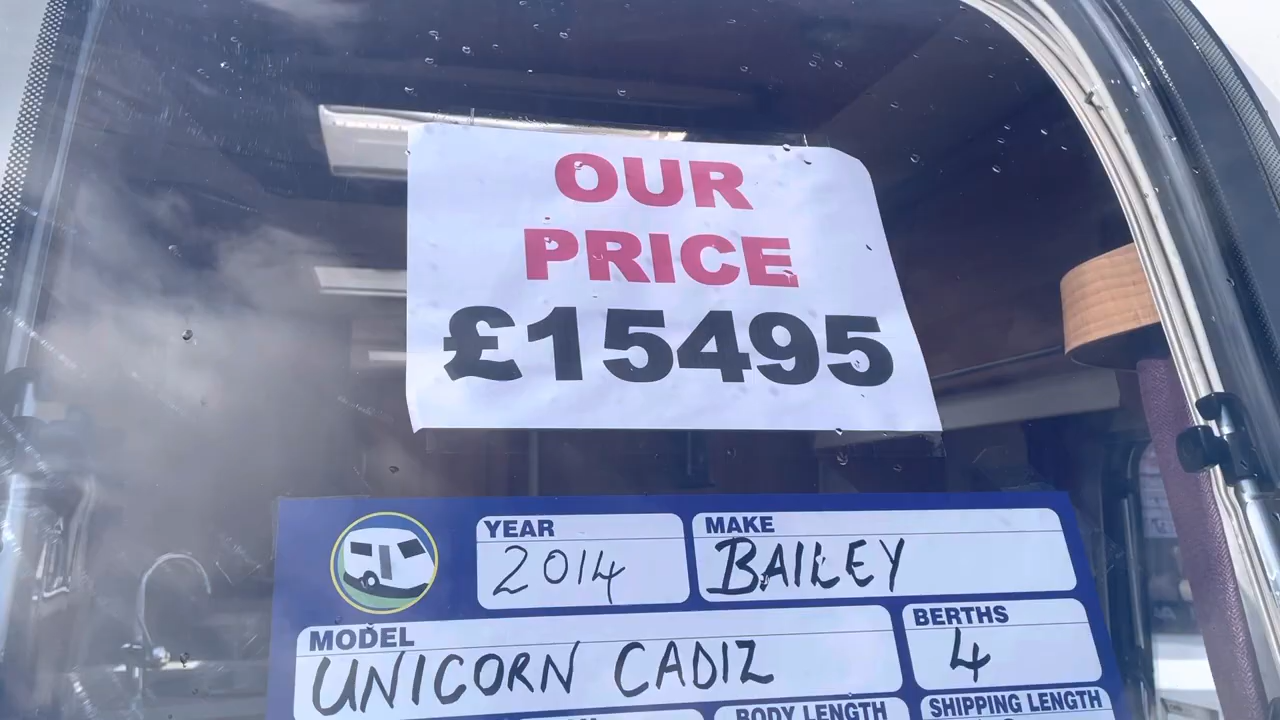 OUR
PRICE
£15495
YEAR
2014
MAKE
BAILEY
MODEL
UNICORN CADIZ
BERTHS
4
BODY LENGTH
SHIPPING LENGTH